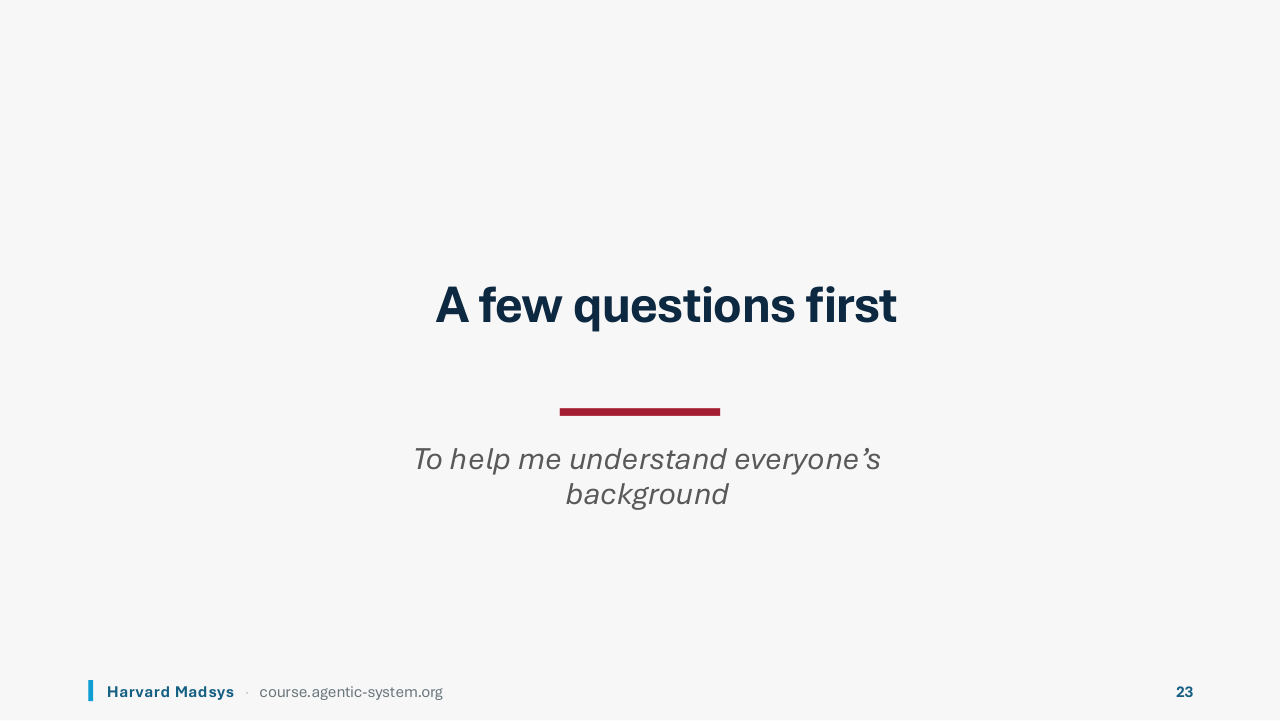 A few questions first
To help me understand everyone’s
background
Harvard Madsys · course.agentic-system.org
23